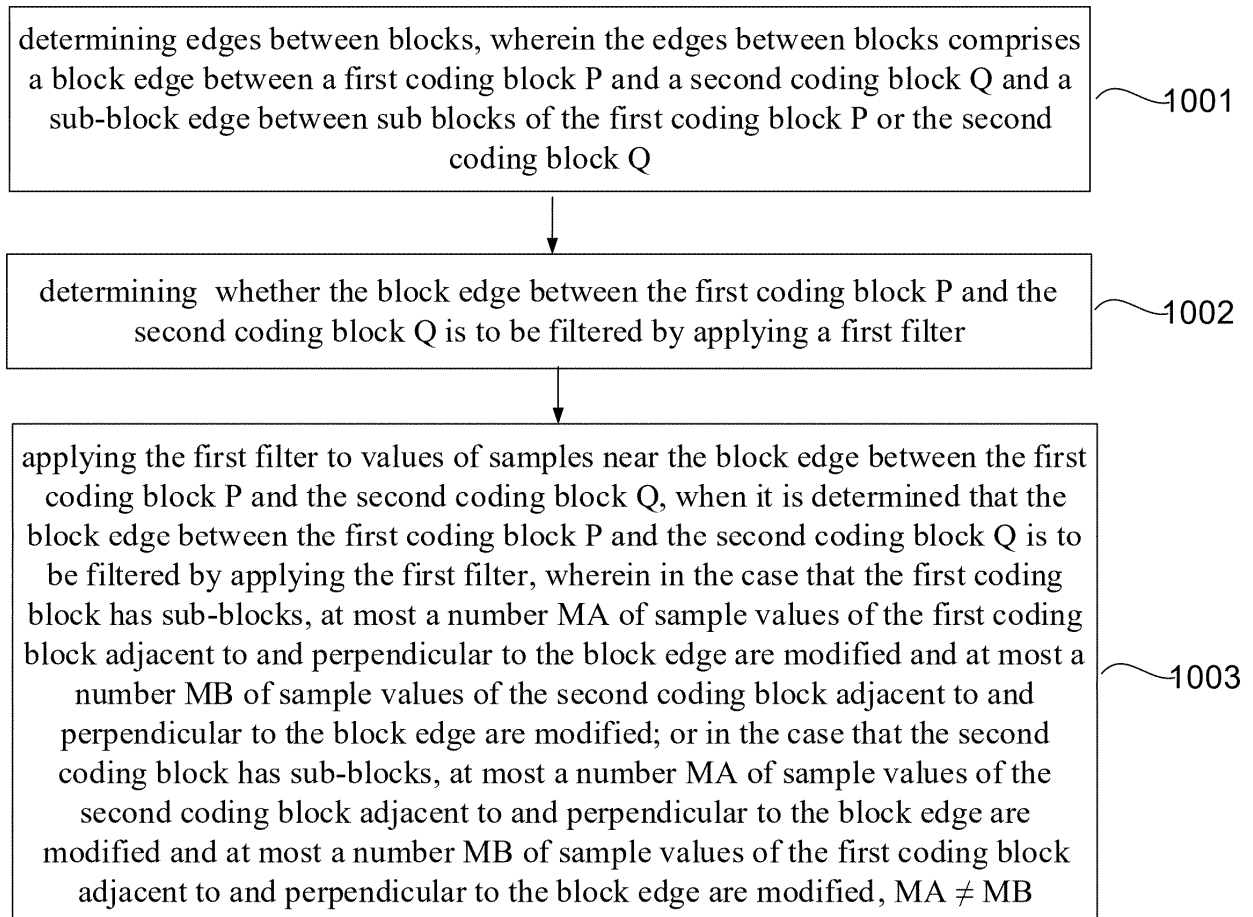 determining edges between blocks, wherein the edges between blocks comprises
a block edge between a first coding block P and a second coding block Q and a
sub-block edge between sub blocks of the first coding block P or the second
coding block Q
1001
determining whether the block edge between the first coding block P and the
second coding block Q is to be filtered by applying a first filter
1002
applying the first filter to values of samples near the block edge between the first
coding block P and the second coding block Q, when it is determined that the
block edge between the first coding block P and the second coding block Q is to
be filtered by applying the first filter, wherein in the case that the first coding
block has sub-blocks, at most a number MA of sample values of the first coding
block adjacent to and perpendicular to the block edge are modified and at most a
number MB of sample values of the second coding block adjacent to and
perpendicular to the block edge are modified; or in the case that the second
coding block has sub-blocks, at most a number MA of sample values of the
second coding block adjacent to and perpendicular to the block edge are
modified and at most a number MB of sample values of the first coding block
adjacent to and perpendicular to the block edge are modified, MA ≠ MB
1003